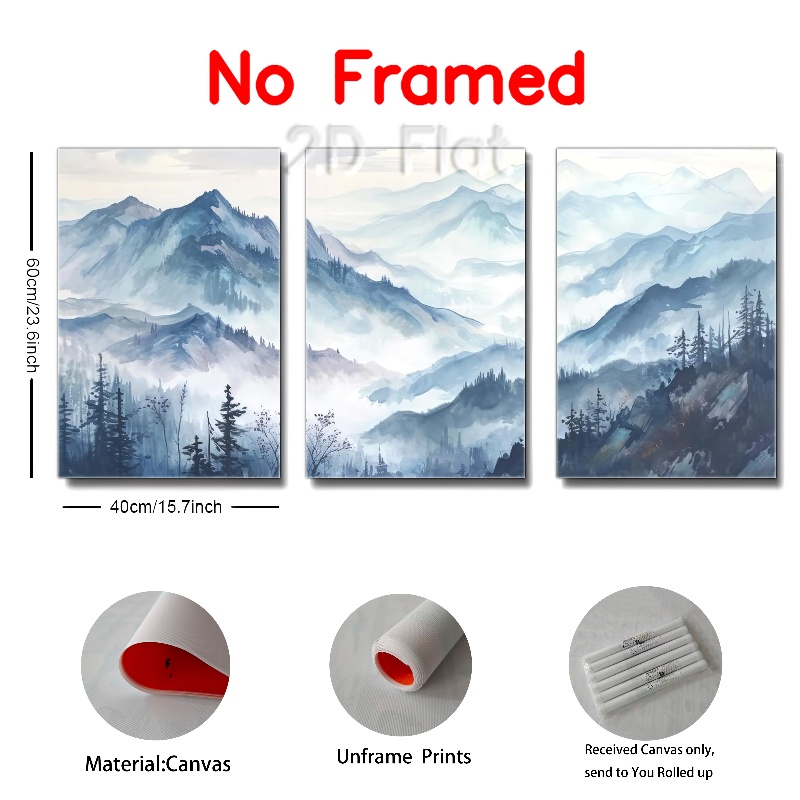 No Framed
2D Flat
60cm/23.6inch
40cm/15.7inch
Material:Canvas
Unframe Prints
Received Canvas only,
send to You Rolled up